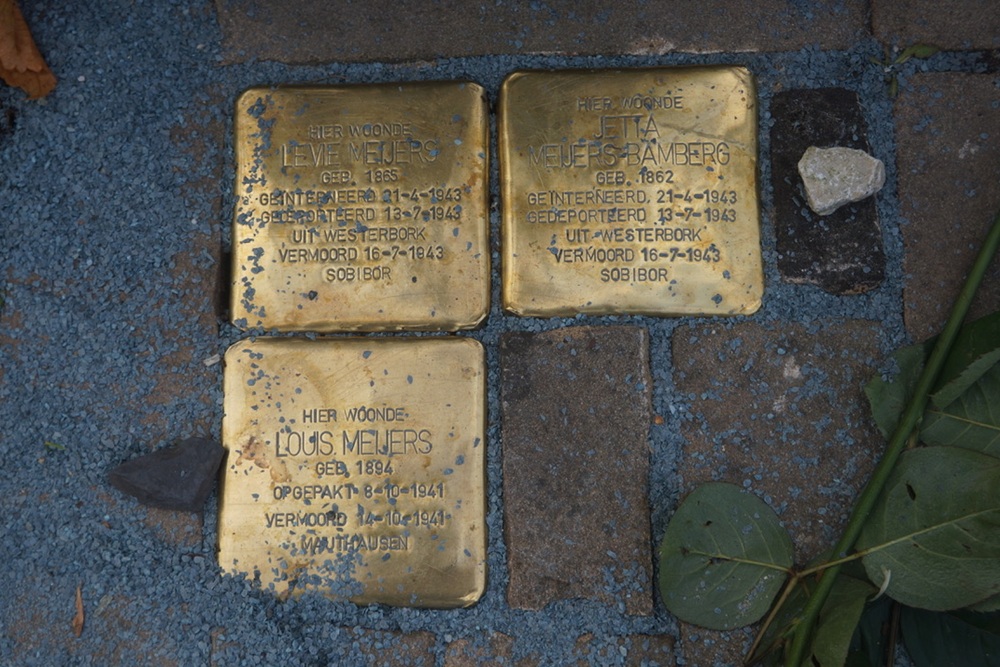 HIER WOONDE
LEVIE MEIJERS
GEB. 1865
GEÏNTERNEERD 21-4-1943
GEDEPORTEERD 13-7-1943
UIT WESTERBORK
VERMOORD 16-7-1943
SOBIBOR
HIER WOONDE
JETTA
MEIJERS-BAMBERG
GEB. 1862
GEÏNTERNEERD 21-4-1943
GEDEPORTEERD 13-7-1943
UIT WESTERBORK
VERMOORD 16-7-1943
SOBIBOR
HIER WOONDE
LOUIS MEIJERS
GEB. 1894
OPGEPAKT 8-10-1941
VERMOORD 14-10-1941
MAUTHAUSEN